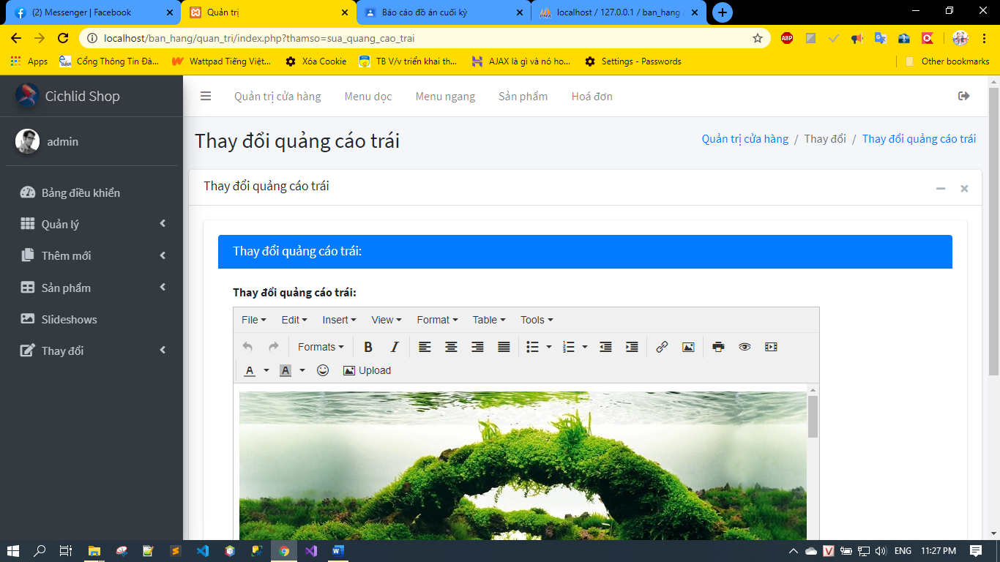 (2) Messenger | Facebook
Quản trị
Báo cáo đồ án cuối kỳ
localhost / 127.0.0.1 / ban_hang
localhost/ban_hang/quan_tri/index.php?thamso=sua_quang_cao_trai
ABP
Apps
Cổng Thông Tin Đà...
Wattpad Tiếng Việt...
Xóa Cookie
TB V/v triển khai th...
AJAX là gì và nó ho...
Settings - Passwords
Other bookmarks
Cichlid Shop
Quản trị cửa hàng
Menu dọc
Menu ngang
Sản phẩm
Hoá đơn
admin
Thay đổi quảng cáo trái
Quản trị cửa hàng / Thay đổi / Thay đổi quảng cáo trái
Bảng điều khiển
Quản lý
Thêm mới
Sản phẩm
Slideshows
Thay đổi
Thay đổi quảng cáo trái
Thay đổi quảng cáo trái:
Thay đổi quảng cáo trái:
File Edit Insert View Format Table Tools
Formats B I
A A Upload
ENG
11:27 PM